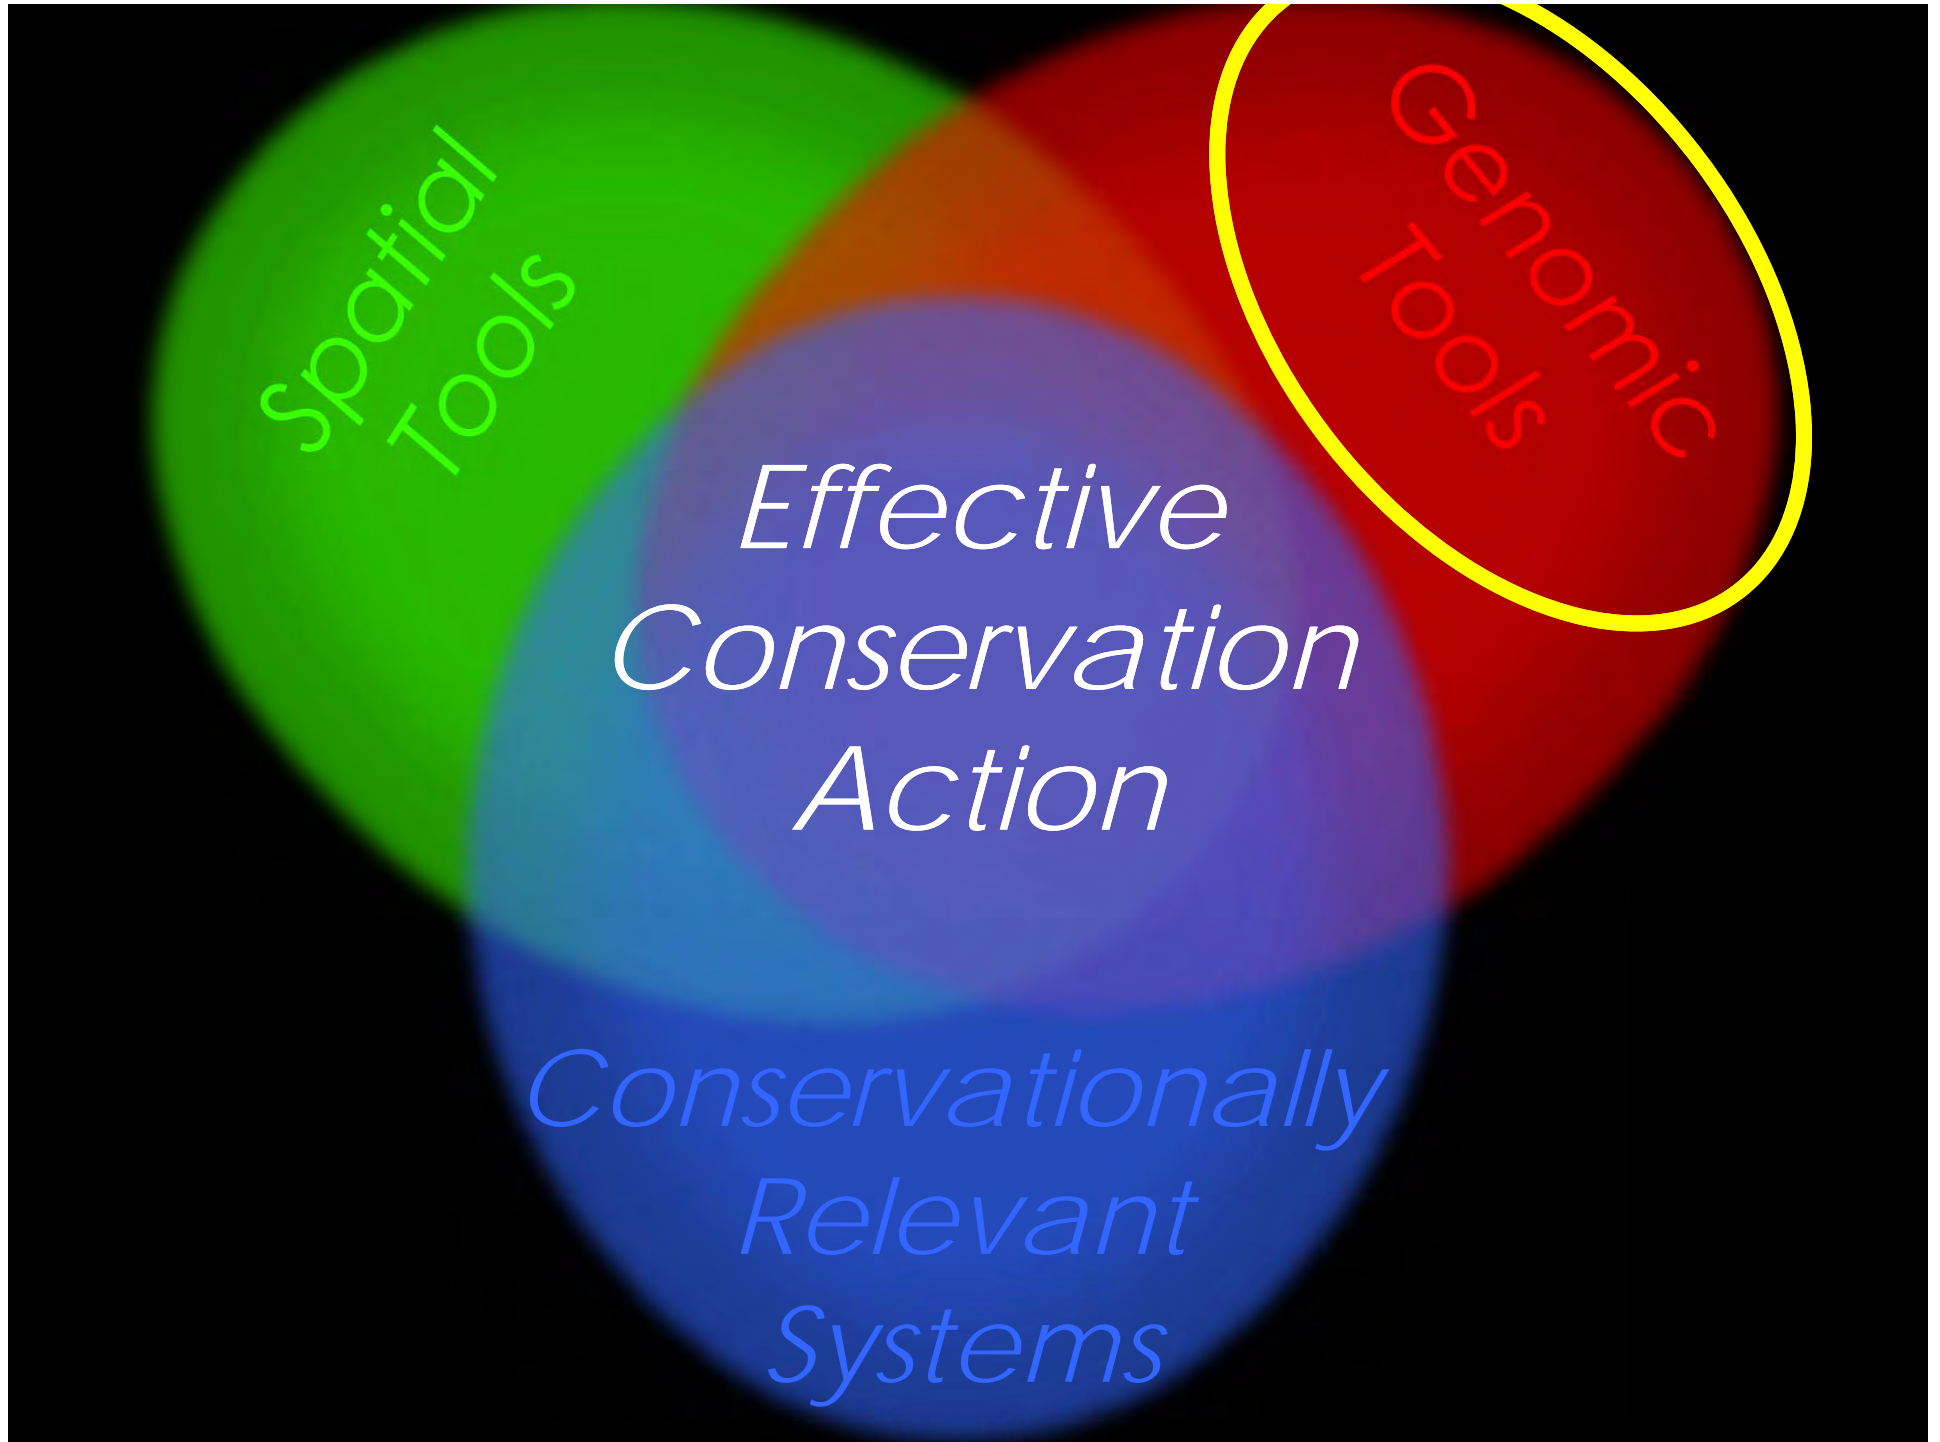 Spatial
Tools
Genomic
Tools
Effective
Conservation
Action
Conservationally
Relevant
Systems